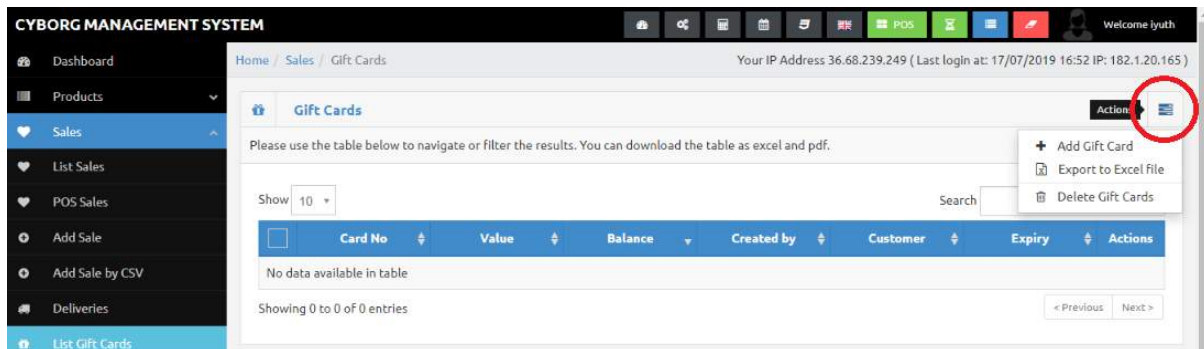 CYBORG MANAGEMENT SYSTEM
POS
Welcome iyuth
Dashboard
Home / Sales / Gift Cards
Your IP Address 36.68.239.249 ( Last login at: 17/07/2019 16:52 IP: 182.1.20.165 )
Products
Gift Cards
Actions
Sales
Please use the table below to navigate or filter the results. You can download the table as excel and pdf.
Add Gift Card
Export to Excel file
Delete Gift Cards
List Sales
POS Sales
Show 10
Search
Add Sale
Card No Value Balance Created by Customer Expiry Actions
Add Sale by CSV
No data available in table
Deliveries
Showing 0 to 0 of 0 entries
< Previous Next >
List Gift Cards